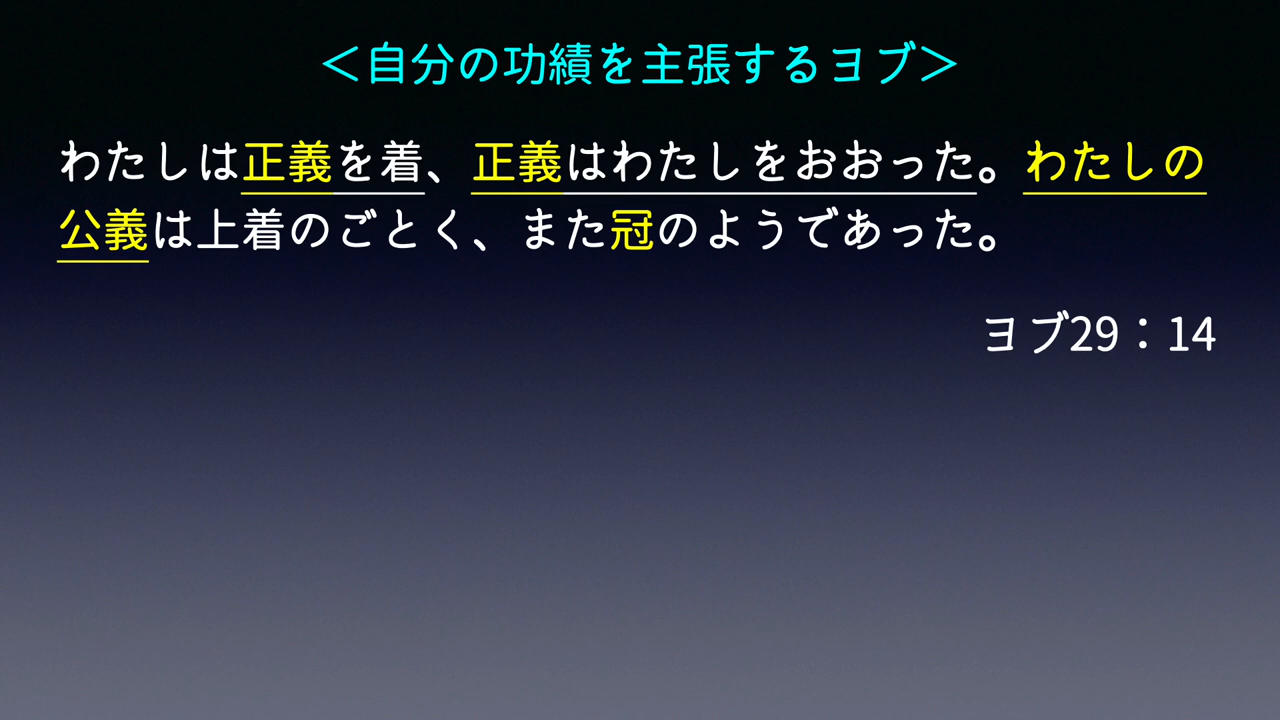 ＜自分の功績を主張するヨブ＞
わたしは正義を着、正義はわたしをおおった。わたしの
公義は上着のごとく、また冠のようであった。
ヨブ29：14